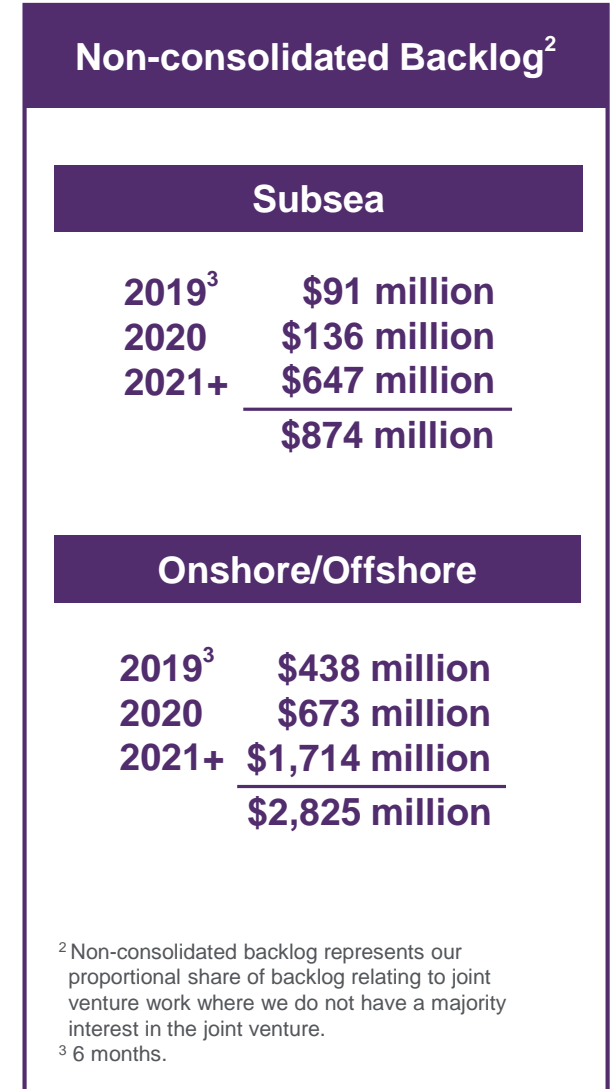 Non-consolidated Backlog²
Subsea
2019³ $91 million
2020 $136 million
2021+ $647 million
$874 million
Onshore/Offshore
2019³ $438 million
2020 $673 million
2021+ $1,714 million
$2,825 million
² Non-consolidated backlog represents our
proportional share of backlog relating to joint
venture work where we do not have a majority
interest in the joint venture.
³ 6 months.